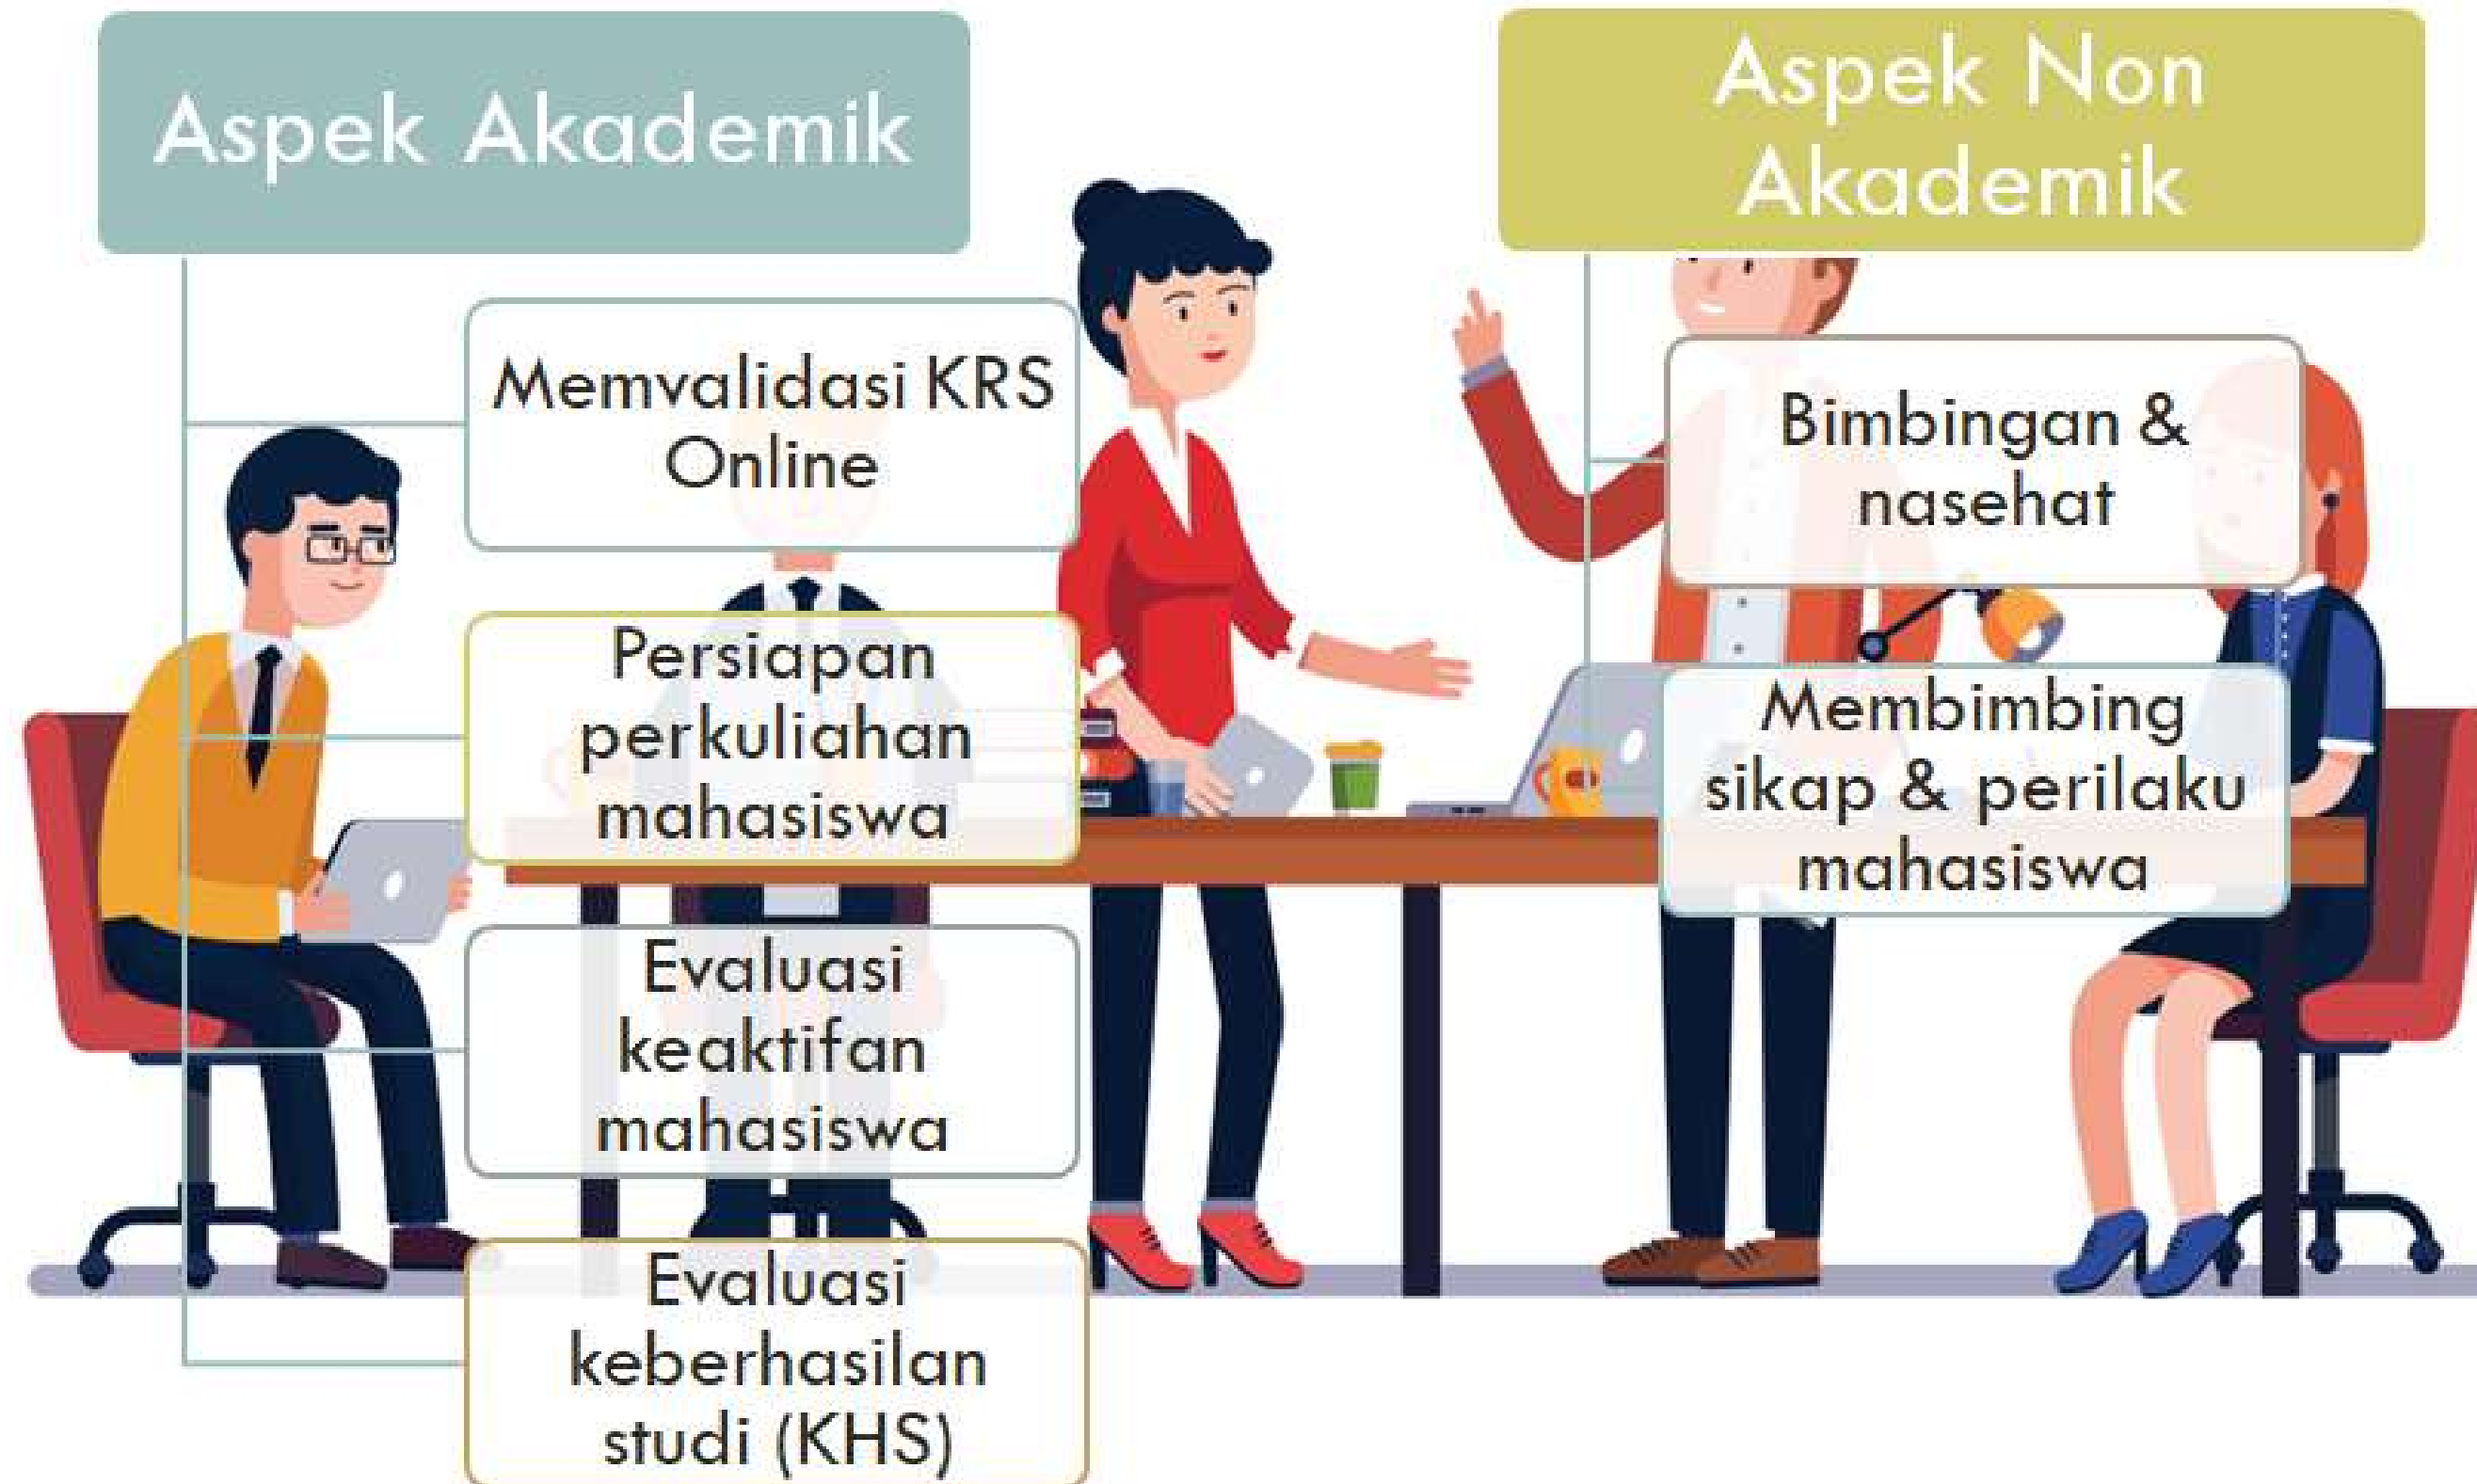 Aspek Akademik
Memvalidasi KRS
Online
Persiapan
perkuliahan
mahasiswa
Evaluasi
keaktifan
mahasiswa
Evaluasi
keberhasilan
studi (KHS)
Aspek Non
Akademik
Bimbingan &
nasehat
Membimbing
sikap & perilaku
mahasiswa